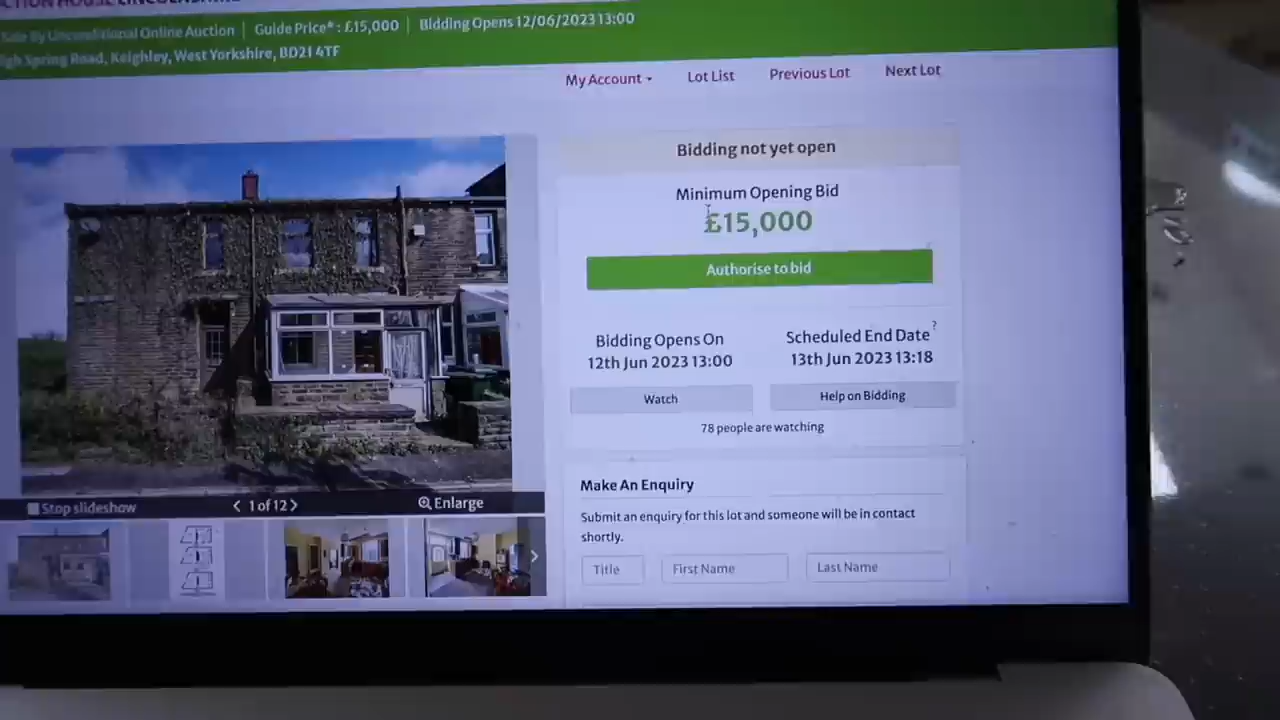 Sale By Unconditional Online Auction | Guide Price* : £15,000 | Bidding Opens 12/06/2023 13:00
Spring Road, Keighley, West Yorkshire, BD21 4TF
My Account Lot List Previous Lot Next Lot
Bidding not yet open
Minimum Opening Bid
£15,000
Authorise to bid
Bidding Opens On
12th Jun 2023 13:00
Scheduled End Date ?
13th Jun 2023 13:18
Watch
Help on Bidding
78 people are watching
Make An Enquiry
Submit an enquiry for this lot and someone will be in contact
shortly.
Title First Name Last Name
Stop slideshow < 1 of 12 > Enlarge